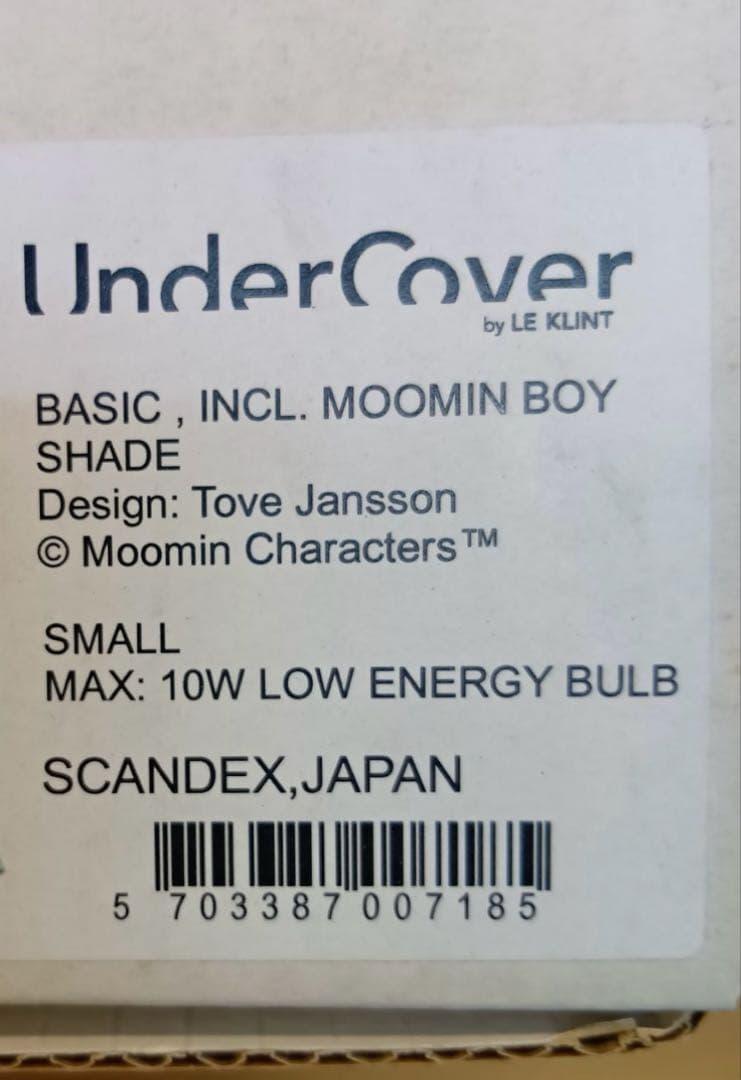 UnderCover
by LE KLINT
BASIC , INCL. MOOMIN BOY
SHADE
Design: Tove Jansson
© Moomin Characters™
SMALL
MAX: 10W LOW ENERGY BULB
SCANDEX,JAPAN
5 703387 007185